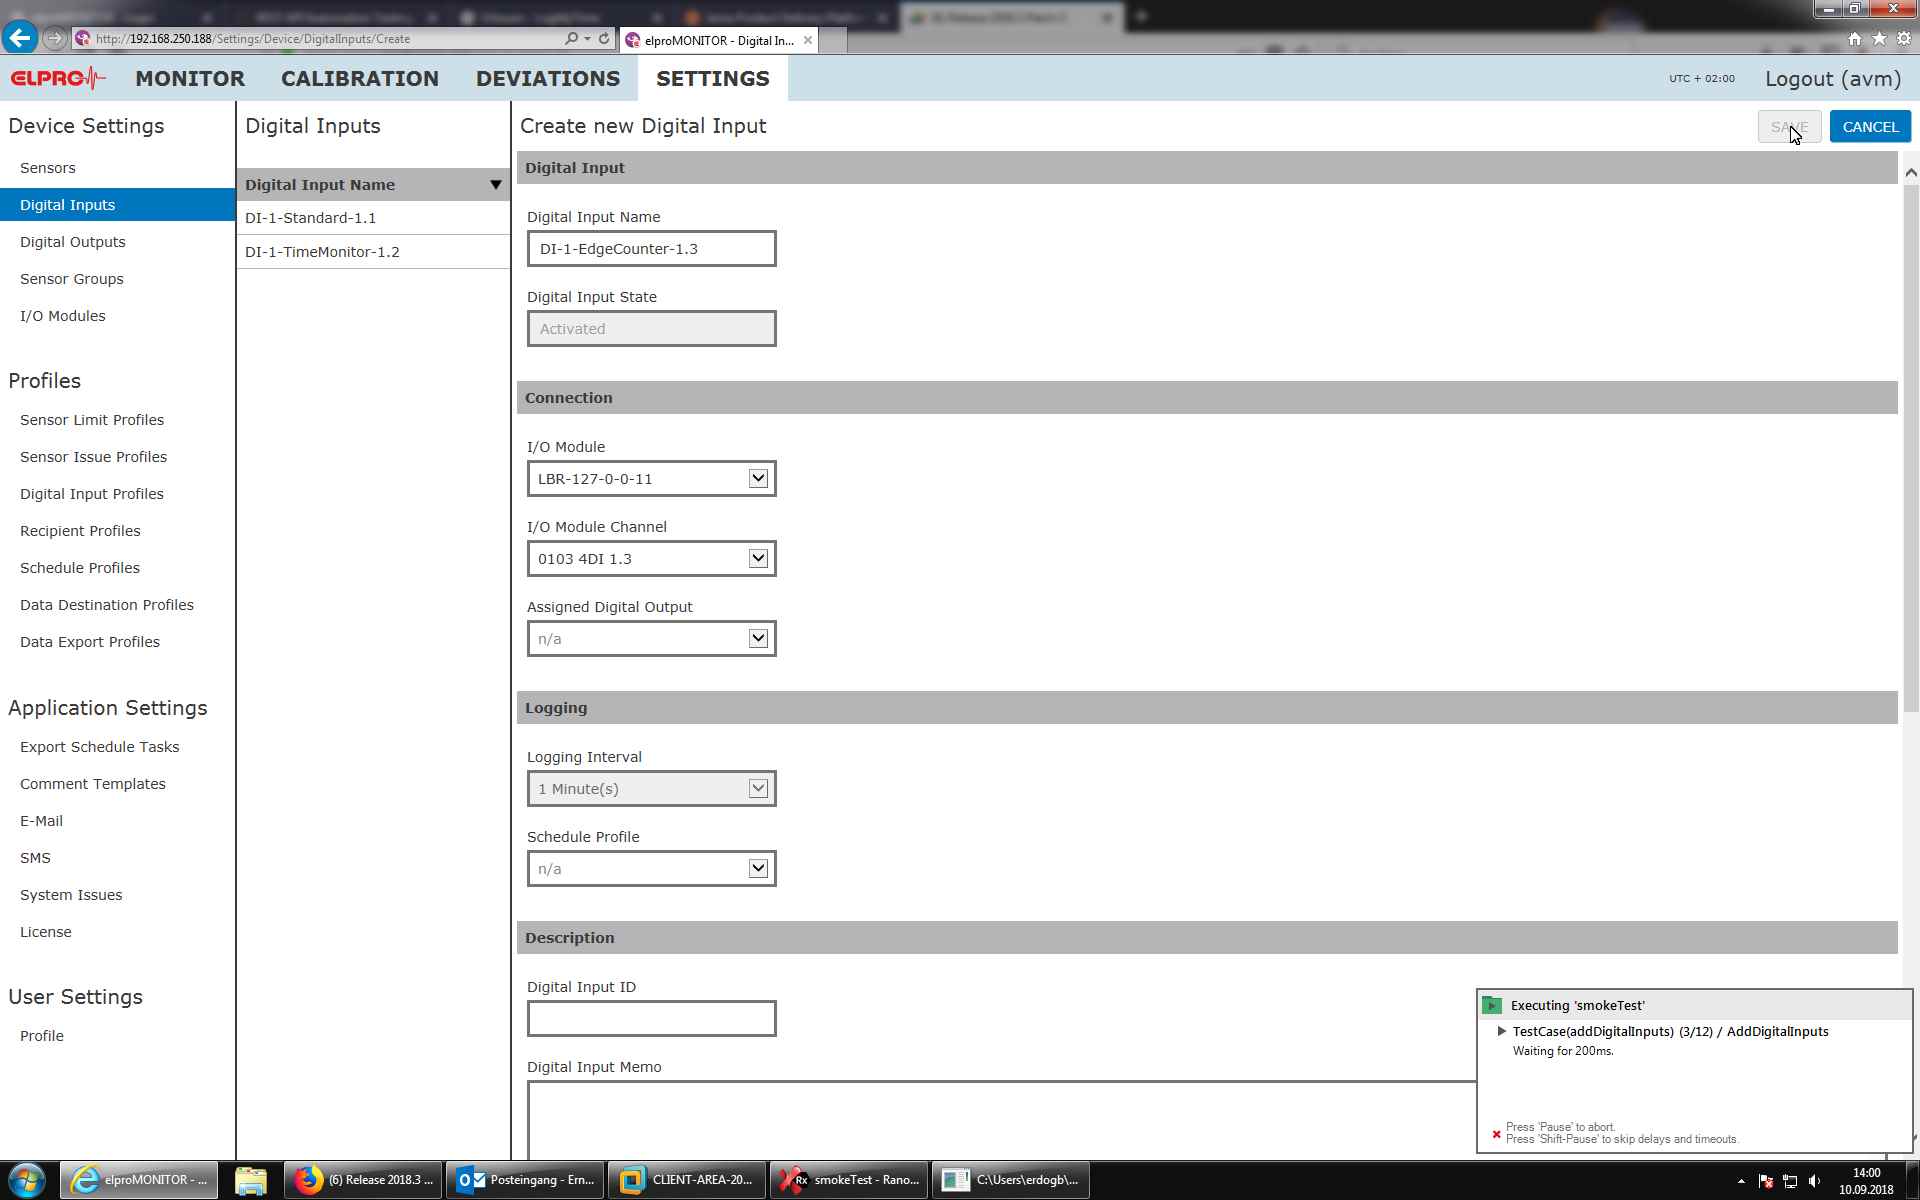 http://192.168.250.188/Settings/Device/DigitalInputs/Create
elproMONITOR - Digital In...
ELPRO
MONITOR
CALIBRATION
DEVIATIONS
SETTINGS
UTC + 02:00
Logout (avm)
Device Settings
Sensors
Digital Inputs
Digital Outputs
Sensor Groups
I/O Modules
Profiles
Sensor Limit Profiles
Sensor Issue Profiles
Digital Input Profiles
Recipient Profiles
Schedule Profiles
Data Destination Profiles
Data Export Profiles
Application Settings
Export Schedule Tasks
Comment Templates
E-Mail
SMS
System Issues
License
User Settings
Profile
Digital Inputs
Digital Input Name
DI-1-Standard-1.1
DI-1-TimeMonitor-1.2
Create new Digital Input
SAVE
CANCEL
Digital Input
Digital Input Name
DI-1-EdgeCounter-1.3
Digital Input State
Activated
Connection
I/O Module
LBR-127-0-0-11
I/O Module Channel
0103 4DI 1.3
Assigned Digital Output
n/a
Logging
Logging Interval
1 Minute(s)
Schedule Profile
n/a
Description
Digital Input ID
Digital Input Memo
Executing 'smokeTest'
TestCase(addDigitalInputs) (3/12) / AddDigitalInputs
Waiting for 200ms.
Press 'Pause' to abort.
Press 'Shift-Pause' to skip delays and timeouts.
elproMONITOR - ...
(6) Release 2018.3 ...
Posteingang - Ern...
CLIENT-AREA-20...
Rx
smokeTest - Rano...
C:\Users\erdogb\...
14:00
10.09.2018